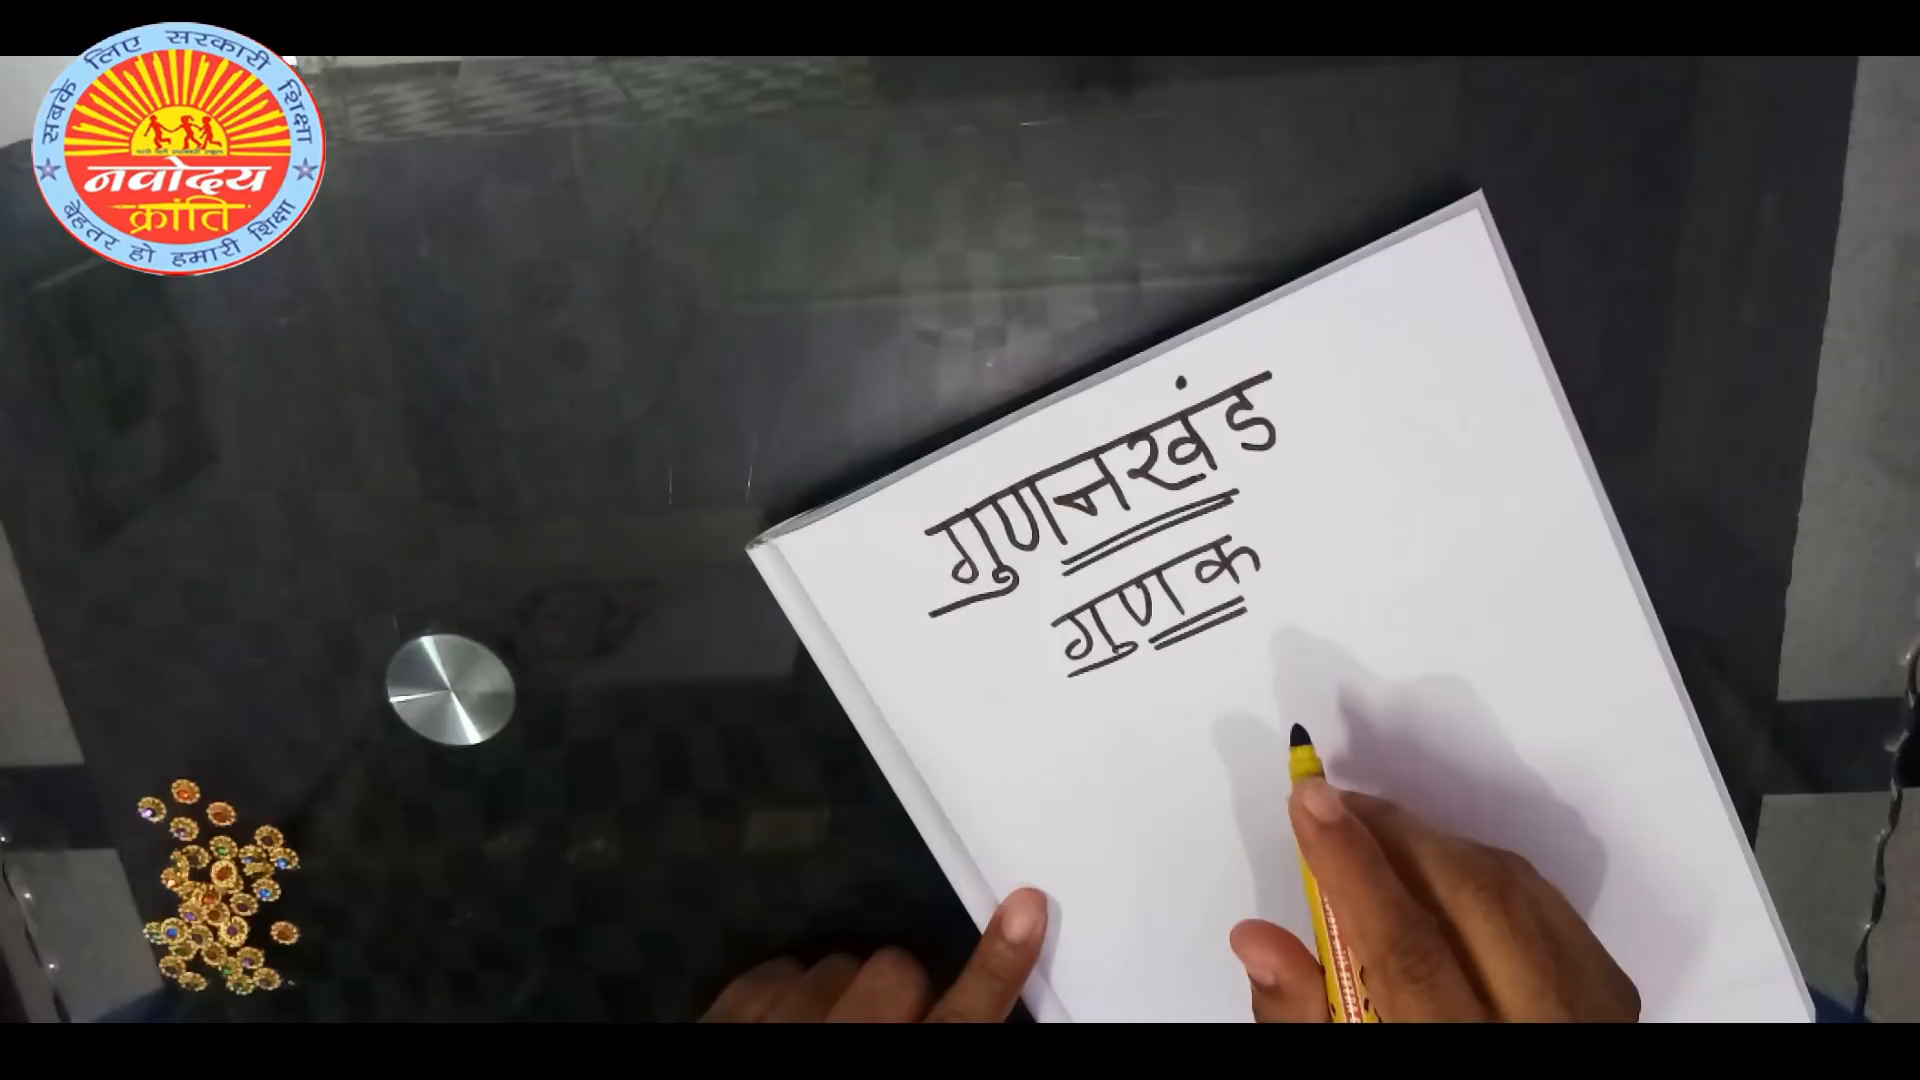 सबके लिए सरकारी शिक्षा
नवोदय
क्रांति
बेहतर हो हमारी शिक्षा
गुणनखंड
गुणक